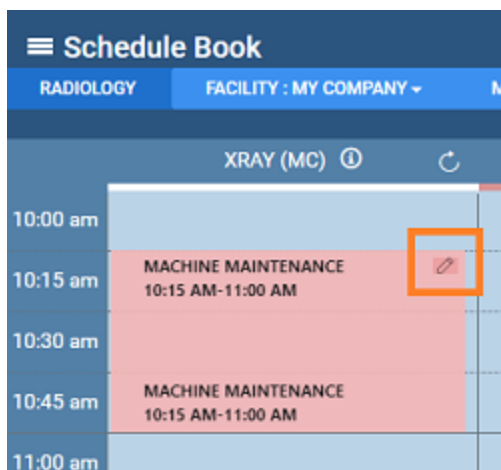 Schedule Book
RADIOLOGY FACILITY : MY COMPANY
XRAY (MC)
10:00 am
10:15 am MACHINE MAINTENANCE
10:15 AM-11:00 AM
10:30 am
10:45 am MACHINE MAINTENANCE
10:15 AM-11:00 AM
11:00 am